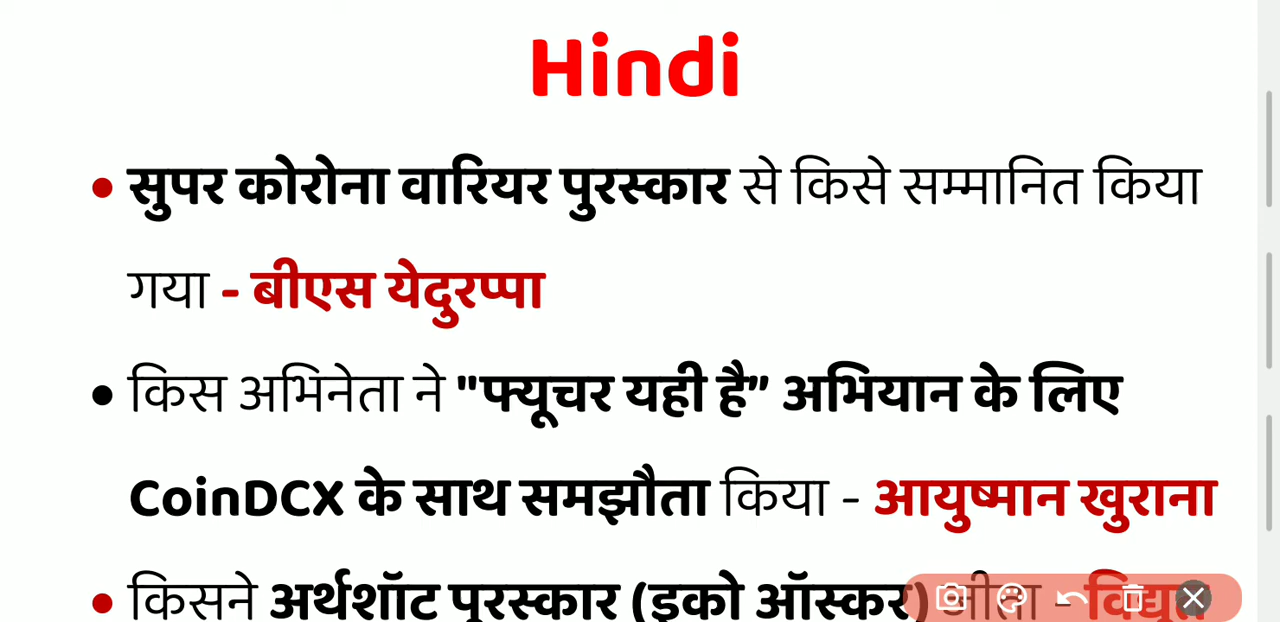 Hindi
• सुपर कोरोना वारियर पुरस्कार से किसे सम्मानित किया
गया - बीएस येदुरप्पा
• किस अभिनेता ने "फ्यूचर यही है” अभियान के लिए
CoinDCX के साथ समझौता किया - आयुष्मान खुराना
• किसने अर्थशॉट पुरस्कार (इको ऑस्कर) जीता - विद्युत